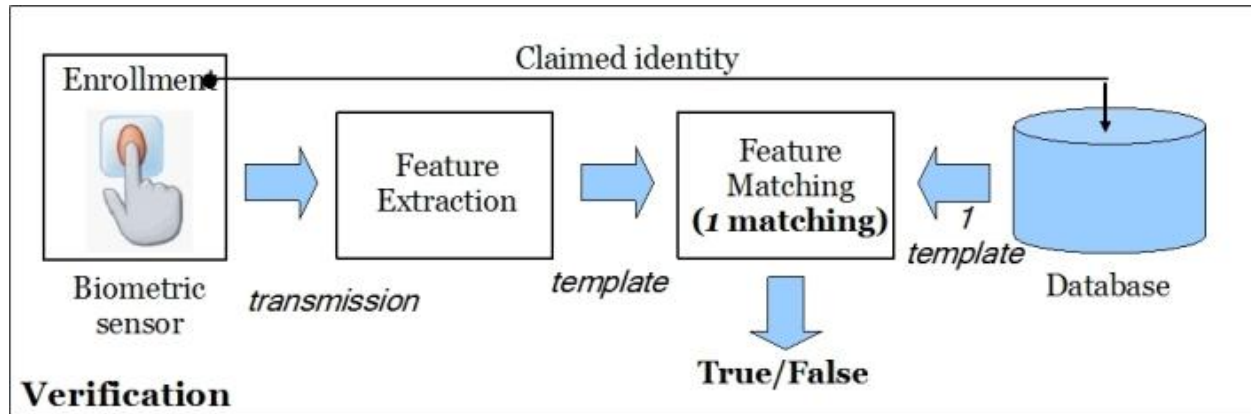 Claimed identity
Enrollment
Feature
Extraction
Feature
Matching
(1 matching)
1
template
Biometric
sensor
transmission
template
Database
True/False
Verification